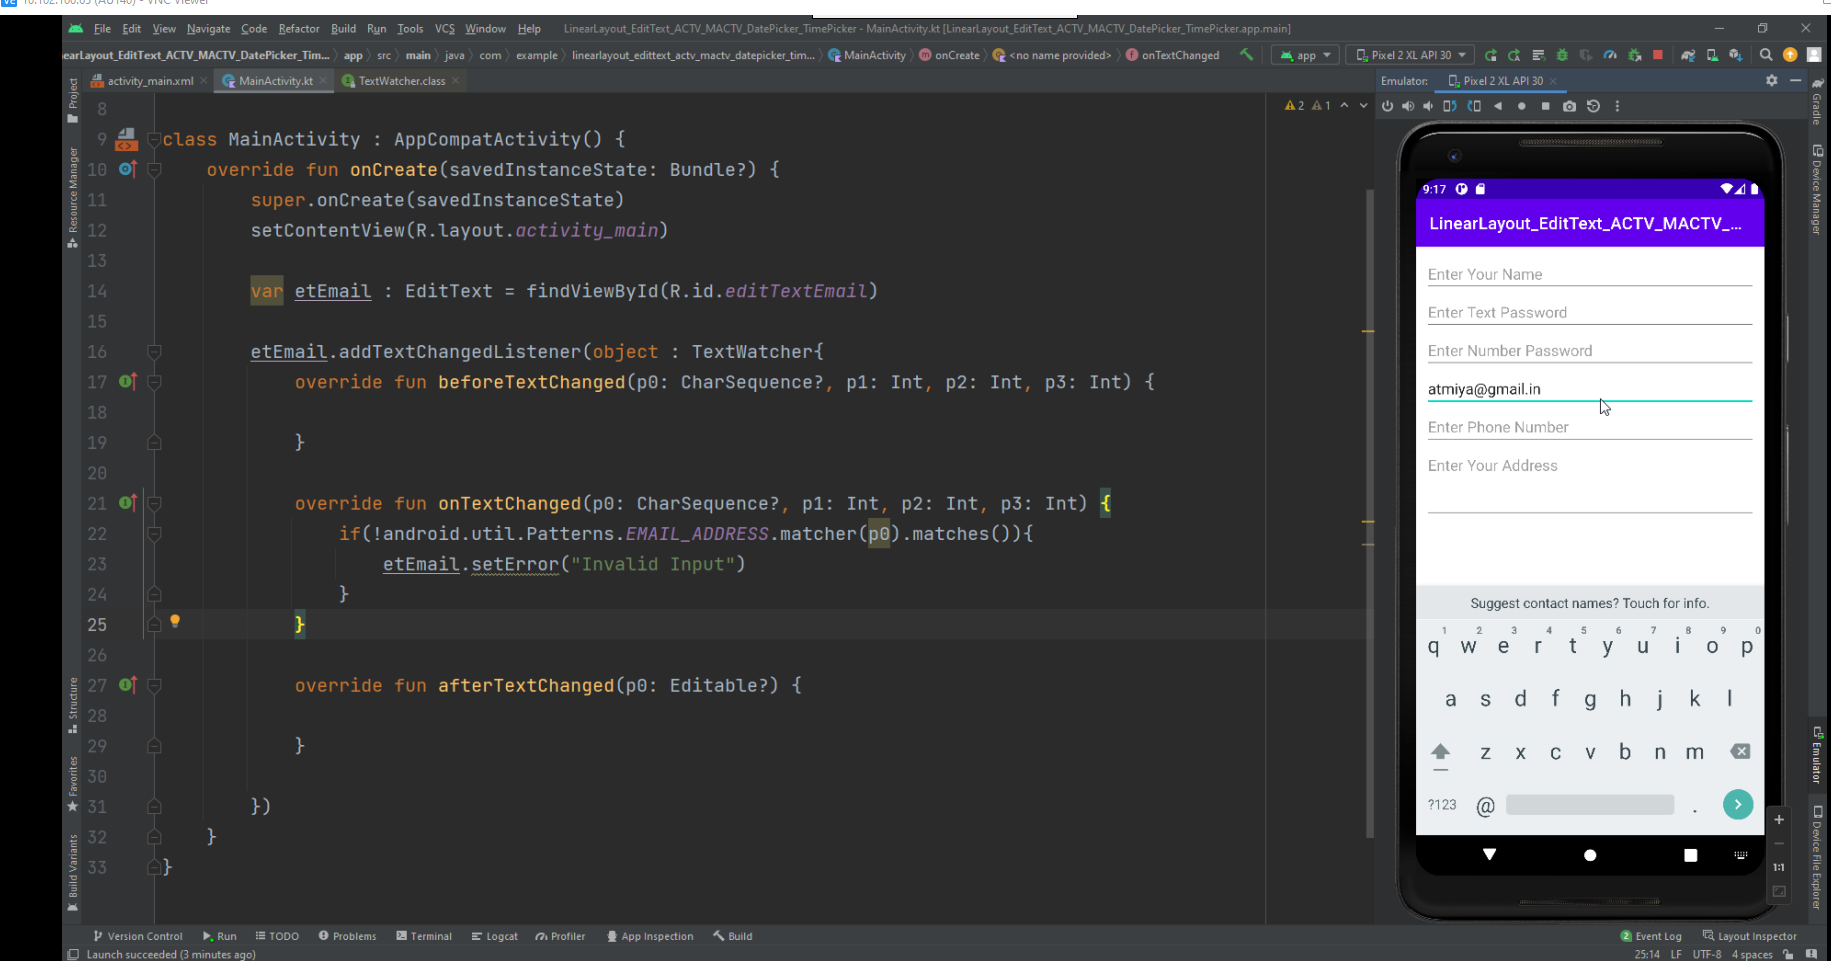 File Edit View Navigate Code Refactor Build Run Tools VCS Window Help LinearLayout_EditText_ACTV_MACTV_DatePicker_TimePicker - MainActivity.kt [LinearLayout_EditText_ACTV_MACTV_DatePicker_TimePicker.app.main]
earLayout_EditText_ACTV_MACTV_DatePicker_Tim... app src main java com example linearlayout_edittext_actv_mactv_datepicker_tim... MainActivity onCreate <no name provided> onTextChanged app Pixel 2 XL API 30
activity_main.xml MainActivity.kt TextWatcher.class
Emulator: Pixel 2 XL API 30
2 1
Project
Resource Manager
Structure
Favorites
Build Variants
8
9 class MainActivity : AppCompatActivity() {
10 override fun onCreate(savedInstanceState: Bundle?) {
11 super.onCreate(savedInstanceState)
12 setContentView(R.layout.activity_main)
13
14 var etEmail : EditText = findViewById(R.id.editTextEmail)
15
16 etEmail.addTextChangedListener(object : TextWatcher{
17 override fun beforeTextChanged(p0: CharSequence?, p1: Int, p2: Int, p3: Int) {
18
19 }
20
21 override fun onTextChanged(p0: CharSequence?, p1: Int, p2: Int, p3: Int) {
22 if(!android.util.Patterns.EMAIL_ADDRESS.matcher(p0).matches()){
23 etEmail.setError("Invalid Input")
24 }
25 }
26
27 override fun afterTextChanged(p0: Editable?) {
28
29 }
30
31 })
32 }
33 }
9:17
LinearLayout_EditText_ACTV_MACTV_...
Enter Your Name
Enter Text Password
Enter Number Password
atmiya@gmail.in
Enter Phone Number
Enter Your Address
Suggest contact names? Touch for info.
1 2 3 4 5 6 7 8 9 0
q w e r t y u i o p
a s d f g h j k l
z x c v b n m
?123 @ .
1:1
Gradle
Device Manager
Emulator
Device File Explorer
Version Control Run TODO Problems Terminal Logcat Profiler App Inspection Build 2 Event Log Layout Inspector
Launch succeeded (3 minutes ago) 25:14 LF UTF-8 4 spaces